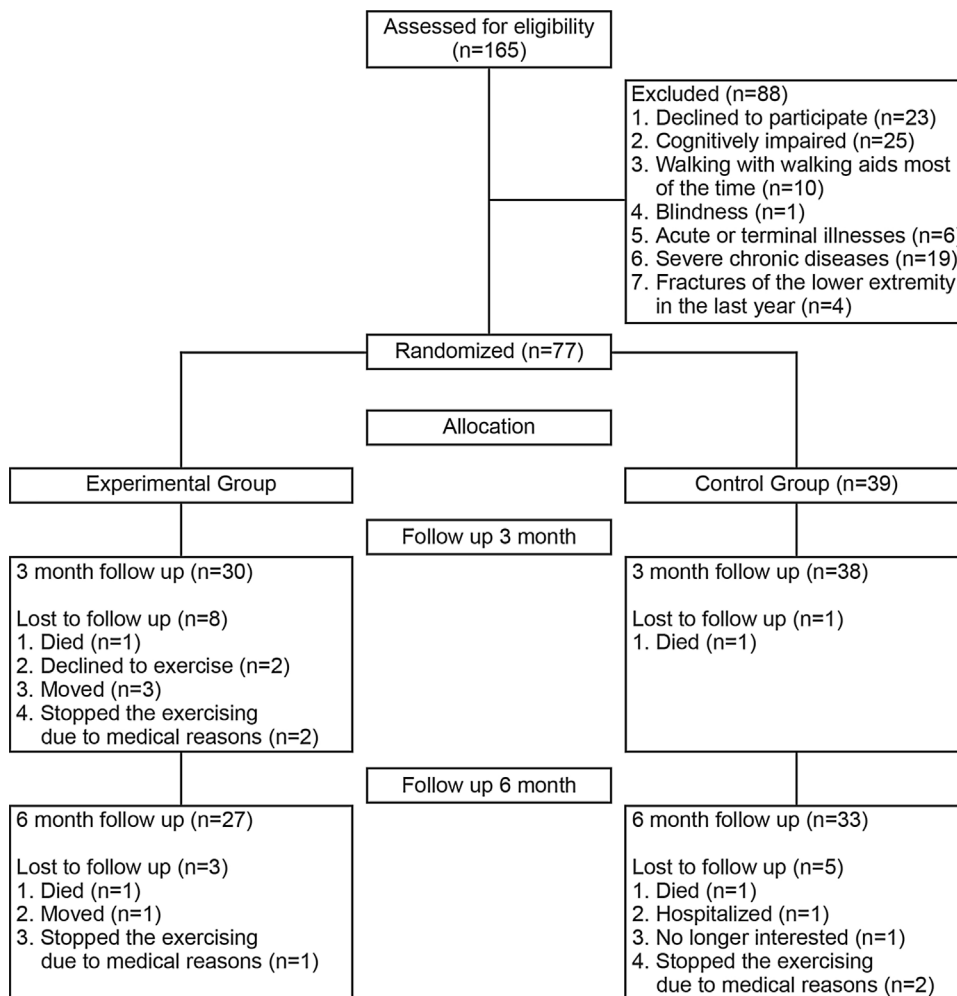 Assessed for eligibility
(n=165)
Excluded (n=88)
1. Declined to participate (n=23)
2. Cognitively impaired (n=25)
3. Walking with walking aids most
of the time (n=10)
4. Blindness (n=1)
5. Acute or terminal illnesses (n=6)
6. Severe chronic diseases (n=19)
7. Fractures of the lower extremity
in the last year (n=4)
Randomized (n=77)
Allocation
Experimental Group
Control Group (n=39)
Follow up 3 month
3 month follow up (n=30)
Lost to follow up (n=8)
1. Died (n=1)
2. Declined to exercise (n=2)
3. Moved (n=3)
4. Stopped the exercising
due to medical reasons (n=2)
3 month follow up (n=38)
Lost to follow up (n=1)
1. Died (n=1)
Follow up 6 month
6 month follow up (n=27)
Lost to follow up (n=3)
1. Died (n=1)
2. Moved (n=1)
3. Stopped the exercising
due to medical reasons (n=1)
6 month follow up (n=33)
Lost to follow up (n=5)
1. Died (n=1)
2. Hospitalized (n=1)
3. No longer interested (n=1)
4. Stopped the exercising
due to medical reasons (n=2)